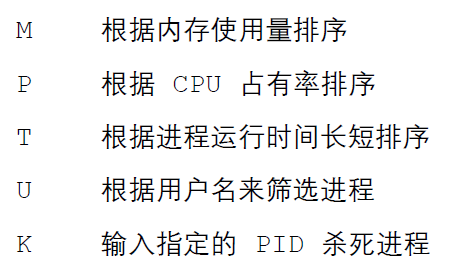 M 根据内存使用量排序
P 根据 CPU 占有率排序
T 根据进程运行时间长短排序
U 根据用户名来筛选进程
K 输入指定的 PID 杀死进程